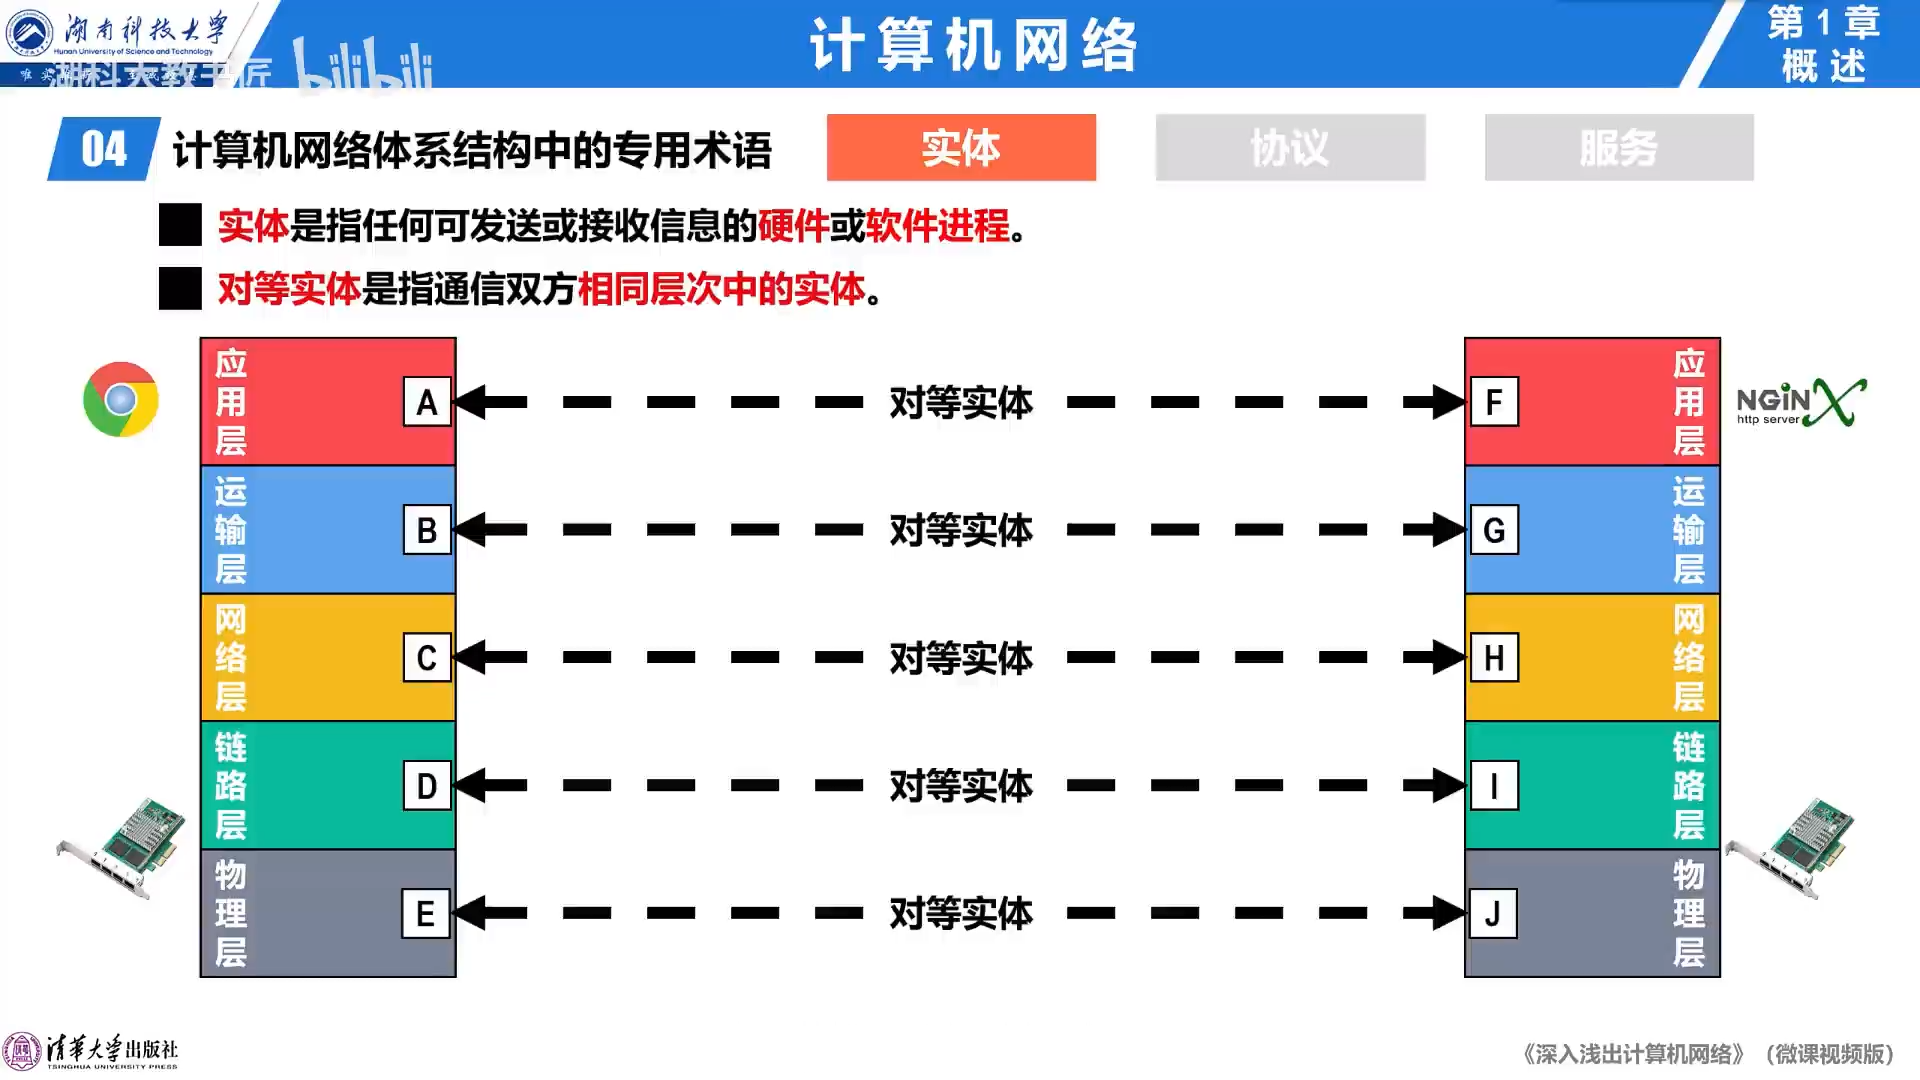 湖南科技大学
Hunan University of Science and Technology
湖科大教书匠
bilibili
计算机网络
第1章
概述
04
计算机网络体系结构中的专用术语
实体
协议
服务
实体是指任何可发送或接收信息的硬件或软件进程。
对等实体是指通信双方相同层次中的实体。
应用层
A
对等实体
F
应用层
NGiNX
http server
运输层
B
对等实体
G
运输层
网络层
C
对等实体
H
网络层
链路层
D
对等实体
I
链路层
物理层
E
对等实体
J
物理层
清华大学出版社
TSINGHUA UNIVERSITY PRESS
《深入浅出计算机网络》（微课视频版）